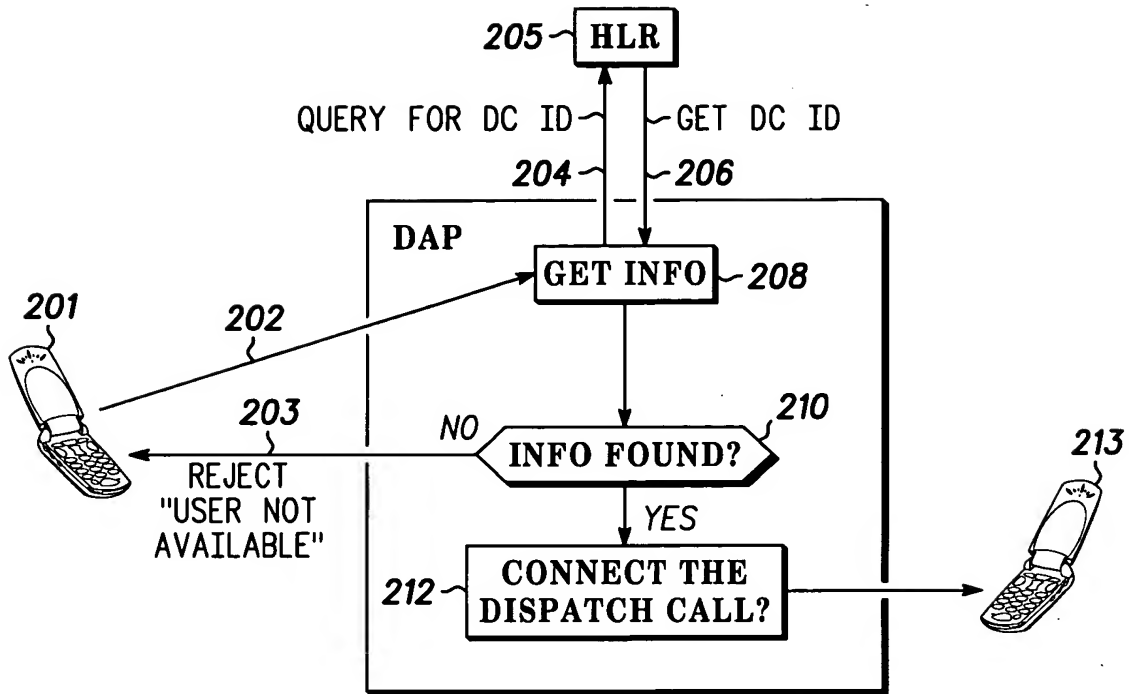 205
HLR
QUERY FOR DC ID
GET DC ID
204
206
DAP
GET INFO
208
201
202
203
NO
INFO FOUND?
210
213
REJECT
"USER NOT
AVAILABLE"
YES
212
CONNECT THE
DISPATCH CALL?